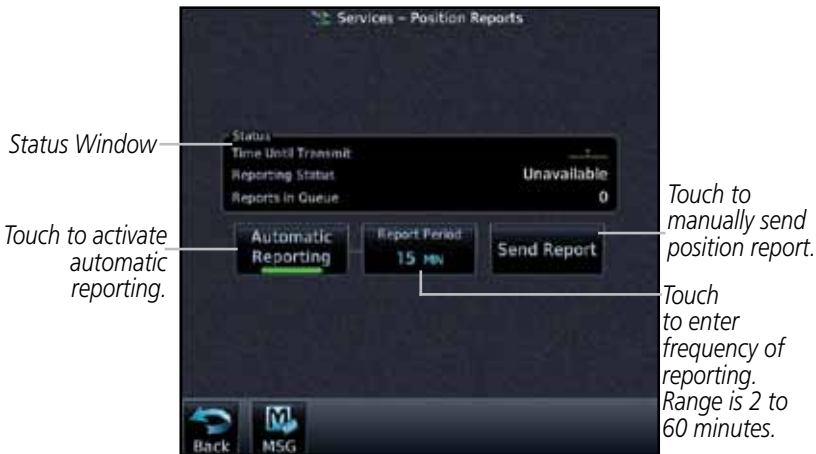 Services – Position Reports
Status Window
Status
Time Until Transmit
Reporting Status Unavailable
Reports in Queue 0
Touch to activate
automatic
reporting.
Automatic
Reporting
Report Period
15 MIN
Send Report
Touch to
manually send
position report.
Touch
to enter
frequency of
reporting.
Range is 2 to
60 minutes.
Back
MSG